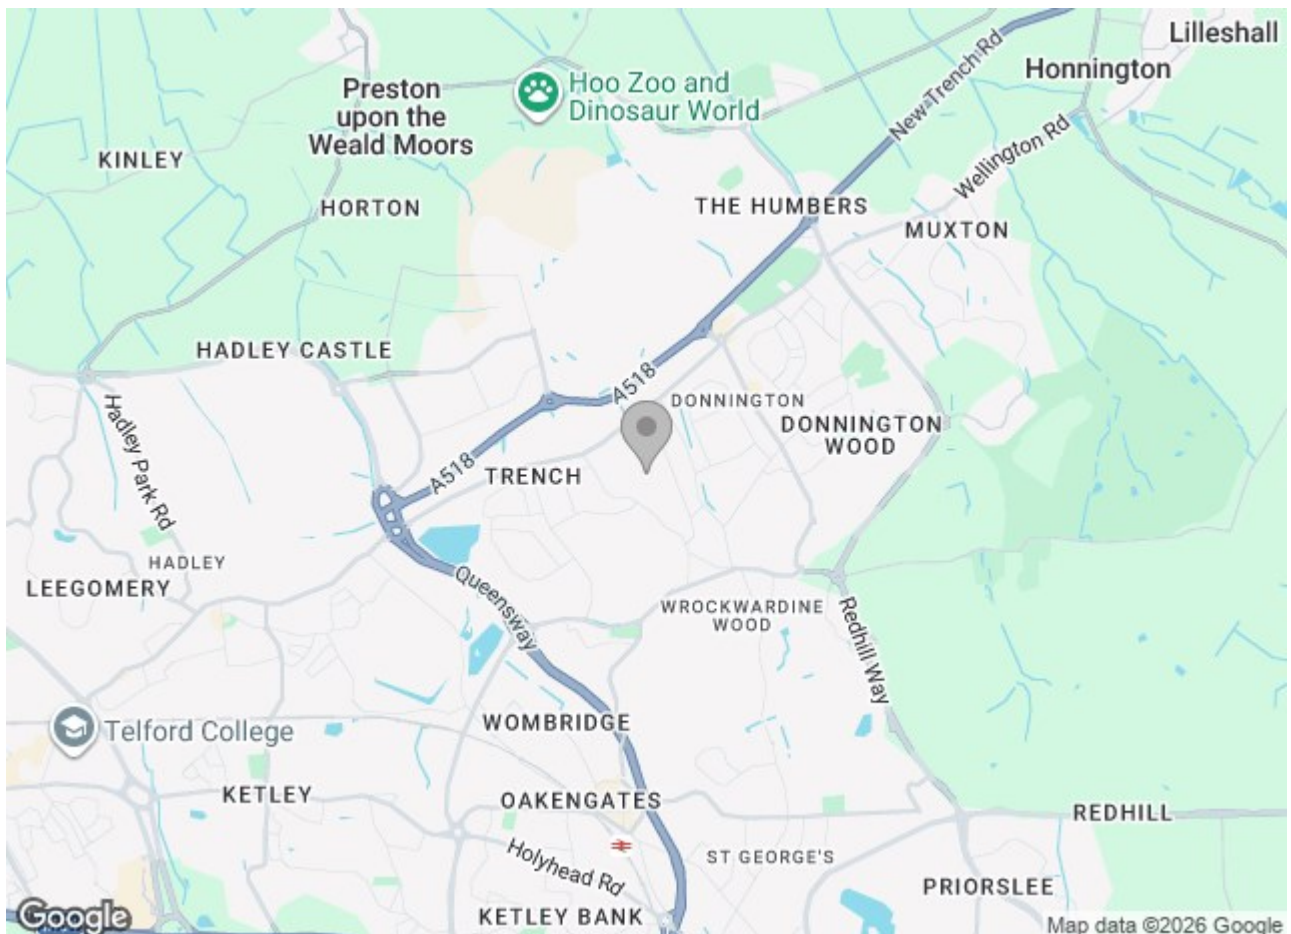 Lilleshall
Honnington
New Trench Rd
Hoo Zoo and
Dinosaur World
Preston
upon the
Weald Moors
KINLEY
Wellington Rd
HORTON
THE HUMBERS
MUXTON
HADLEY CASTLE
A518
DONNINGTON
DONNINGTON
WOOD
Hadley Park Rd
A518
TRENCH
HADLEY
LEEGOMERY
Queensway
WROCKWARDINE
WOOD
Redhill Way
WOMBRIDGE
Telford College
KETLEY
OAKENGATES
REDHILL
Holyhead Rd
ST GEORGE'S
PRIORSLEE
KETLEY BANK
Google
Map data ©2026 Google